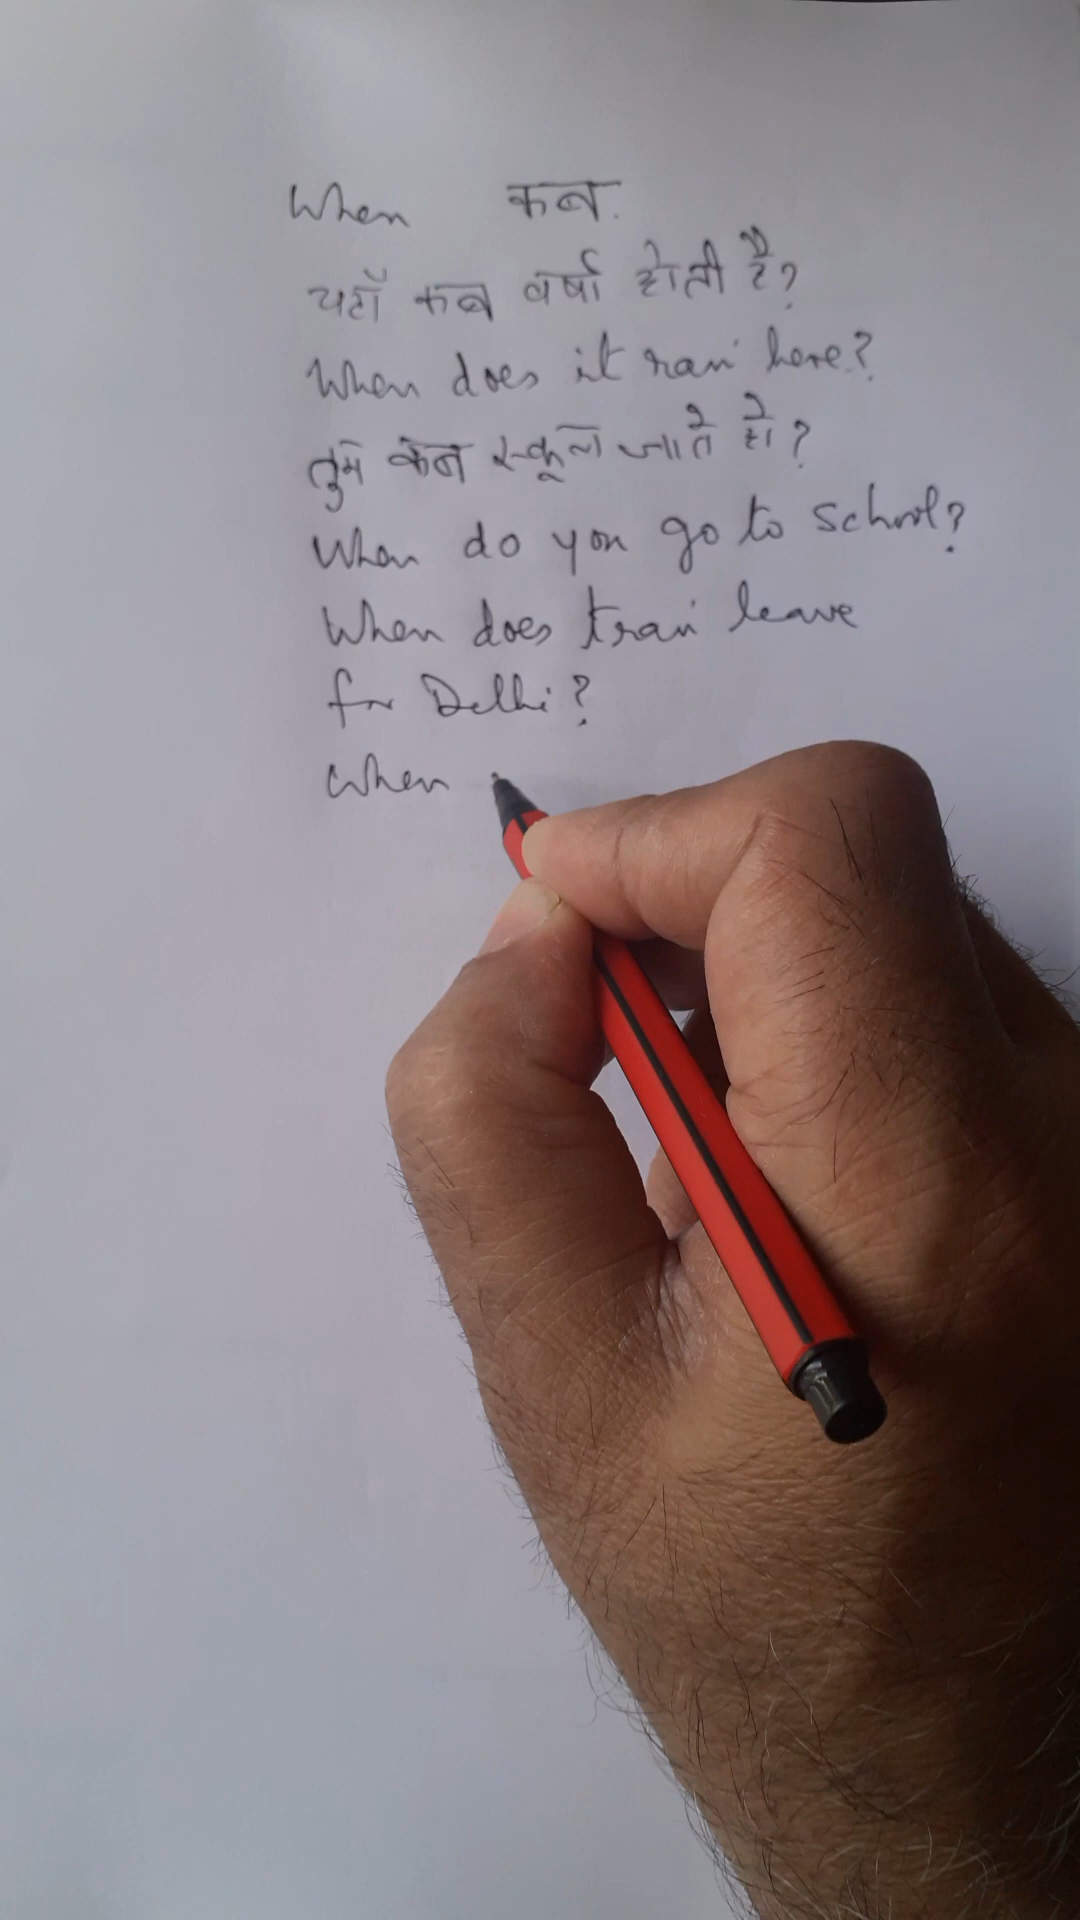 When कब.
यहाँ कब वर्षा होती है?
When does it rain here?
तुम कब स्कूल जाते हो?
When do you go to school?
When does train leave
for Delhi?
When